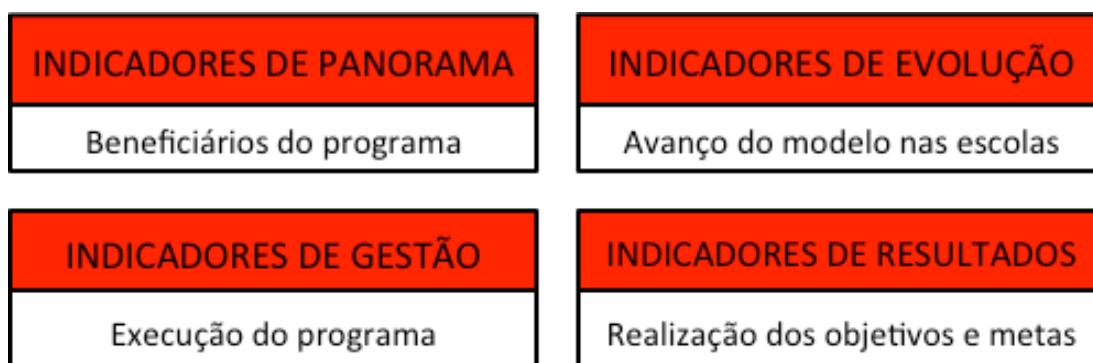 INDICADORES DE PANORAMA
Beneficiários do programa
INDICADORES DE EVOLUÇÃO
Avanço do modelo nas escolas
INDICADORES DE GESTÃO
Execução do programa
INDICADORES DE RESULTADOS
Realização dos objetivos e metas